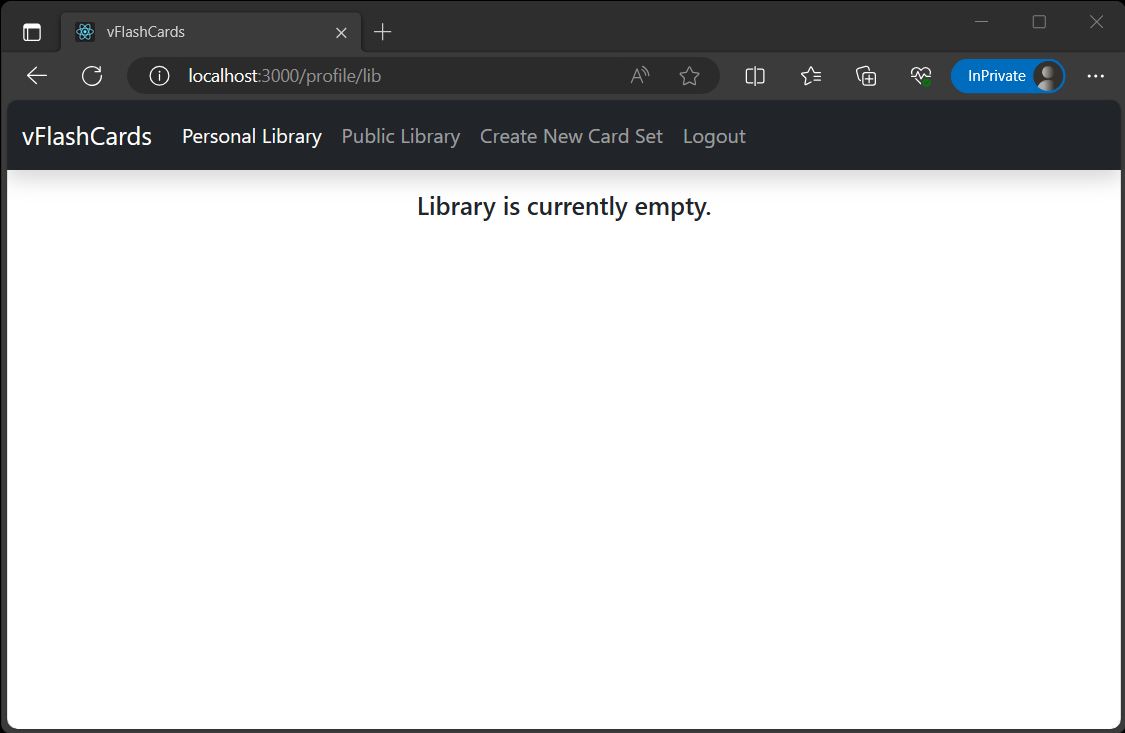 vFlashCards
localhost:3000/profile/lib
InPrivate
vFlashCards Personal Library Public Library Create New Card Set Logout
Library is currently empty.